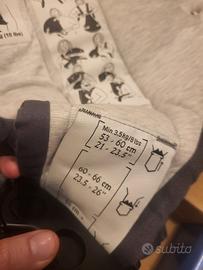 (10 lbs)
Min 3.5kg/8 lbs
53 - 60 cm
21 - 23.5"
60 - 66 cm
23.5 - 26"
subito